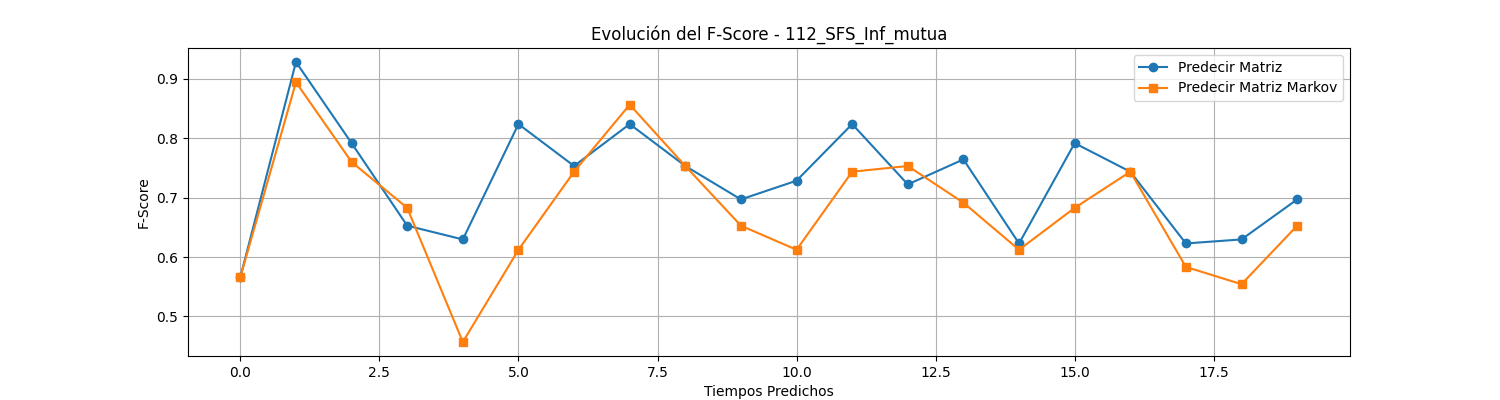 Evolución del F-Score - 112_SFS_Inf_mutua
Predecir Matriz
Predecir Matriz Markov
F-Score
0.9
0.8
0.7
0.6
0.5
0.0 2.5 5.0 7.5 10.0 12.5 15.0 17.5
Tiempos Predichos